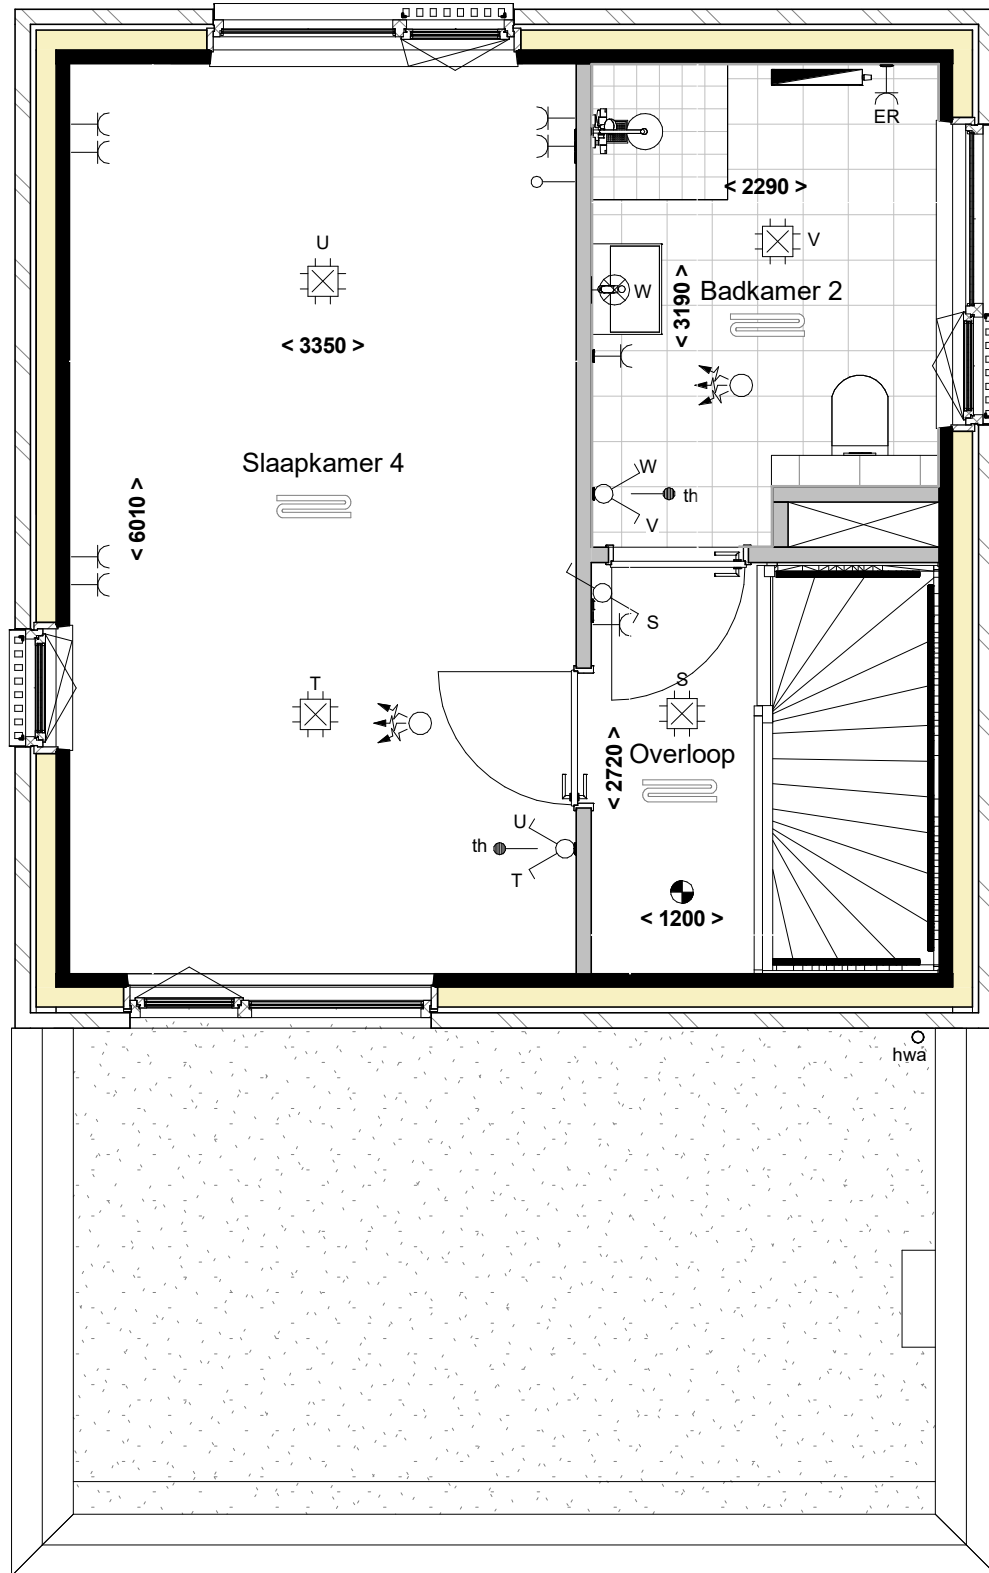 ER
< 2290 >
U
V
W
< 3190 >
Badkamer 2
< 3350 >
Slaapkamer 4
W
th
V
< 6010 >
S
T
S
< 2720 >
Overloop
U
th
T
< 1200 >
hwa